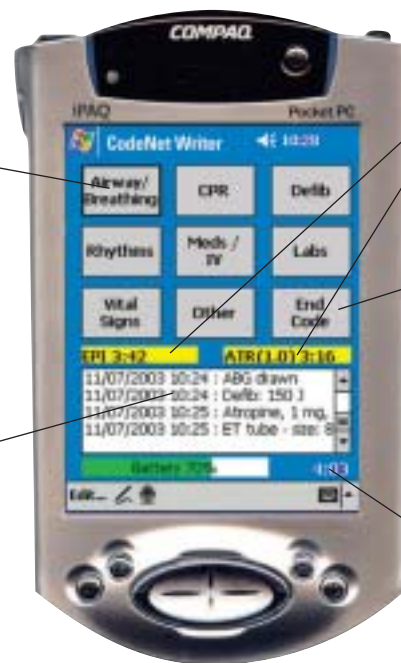 COMPAQ
iPAQ Pocket PC
CodeNet Writer 10:29
Airway/ Breathing
CPR
Defib
Rhythms
Meds / IV
Labs
Vital Signs
Other
End Code
EPI 3:42 ATR(1.0) 3:16
11/07/2003 10:24 : ABG drawn
11/07/2003 10:24 : Defib: 150 J
11/07/2003 10:25 : Atropine, 1 mg,
11/07/2003 10:25 : ET tube - size: 8
Battery 70%
Edit...